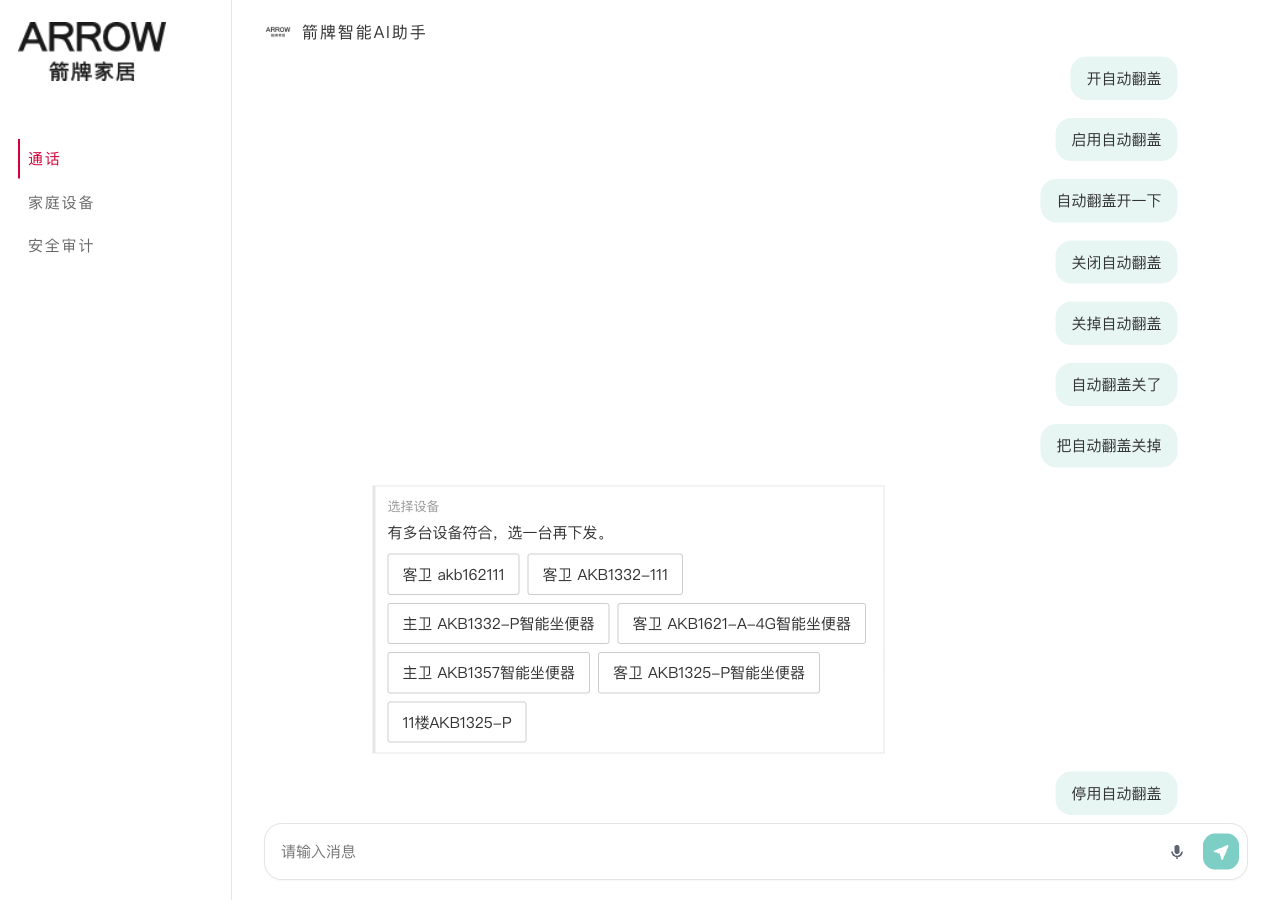 ARROW
箭牌家居
通话
家庭设备
安全审计
ARROW
箭牌智能AI助手
开自动翻盖
启用自动翻盖
自动翻盖开一下
关闭自动翻盖
关掉自动翻盖
自动翻盖关了
把自动翻盖关掉
选择设备
有多台设备符合，选一台再下发。
客卫 akb162111
客卫 AKB1332-111
主卫 AKB1332-P智能坐便器
客卫 AKB1621-A-4G智能坐便器
主卫 AKB1357智能坐便器
客卫 AKB1325-P智能坐便器
11楼AKB1325-P
停用自动翻盖
请输入消息